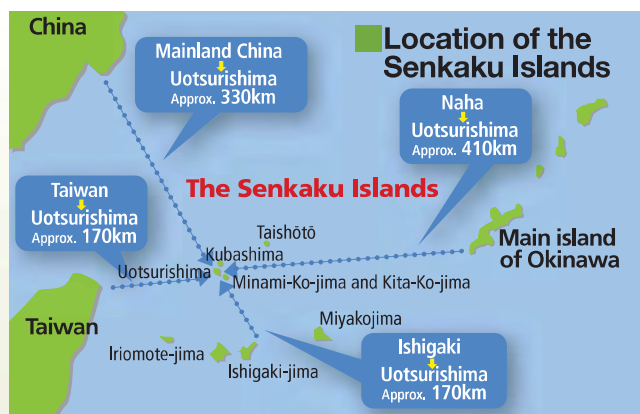 China
Mainland China
Uotsurishima
Approx. 330km
Location of the
Senkaku Islands
Naha
Uotsurishima
Approx. 410km
The Senkaku Islands
Taiwan
Uotsurishima
Approx. 170km
Taishōtō
Kubashima
Uotsurishima
Minami-Ko-jima and Kita-Ko-jima
Main island
of Okinawa
Taiwan
Miyakojima
Iriomote-jima
Ishigaki-jima
Ishigaki
Uotsurishima
Approx. 170km